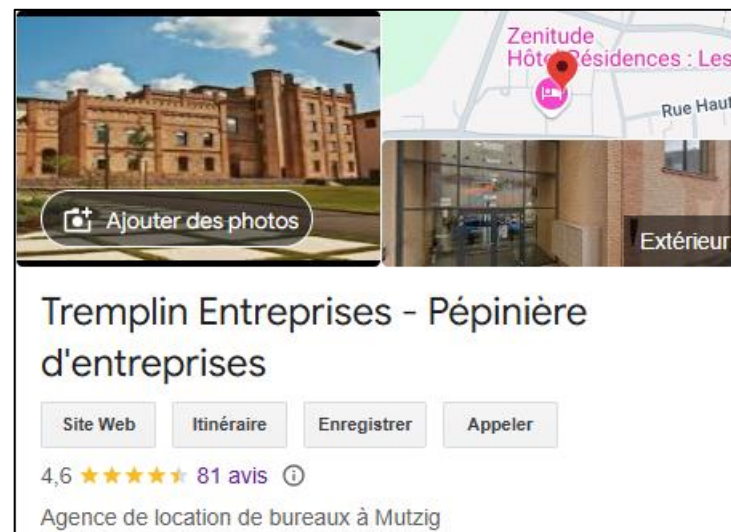 Zenitude
Hôtel Résidences : Les
Rue Hau
Ajouter des photos
Extérieur
Tremplin Entreprises - Pépinière
d'entreprises
Site Web
Itinéraire
Enregistrer
Appeler
4,6 81 avis
Agence de location de bureaux à Mutzig